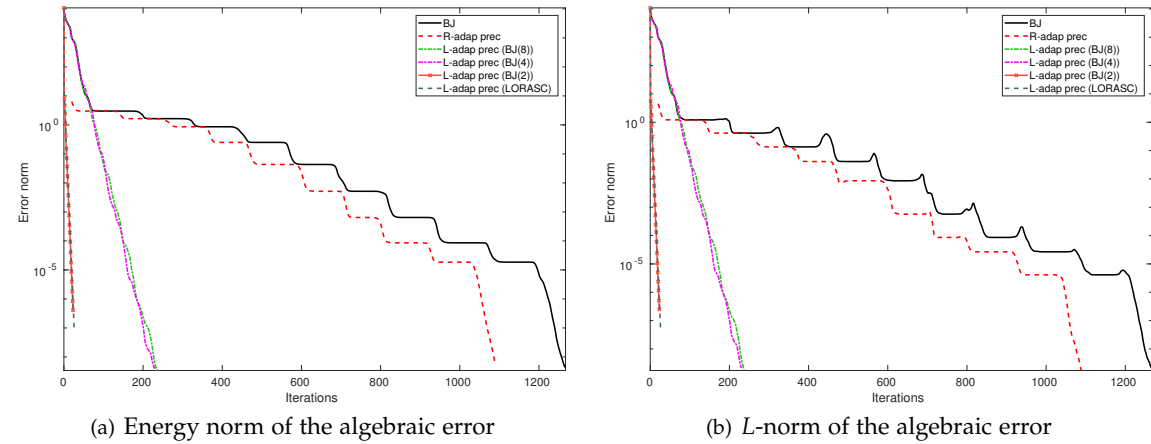 BJ
R-adap prec
L-adap prec (BJ(8))
L-adap prec (BJ(4))
L-adap prec (BJ(2))
L-adap prec (LORASC)
Error norm
10^0
10^-5
0 200 400 600 800 1000 1200
Iterations
(a) Energy norm of the algebraic error
BJ
R-adap prec
L-adap prec (BJ(8))
L-adap prec (BJ(4))
L-adap prec (BJ(2))
L-adap prec (LORASC)
Error norm
10^0
10^-5
0 200 400 600 800 1000 1200
Iterations
(b) L-norm of the algebraic error